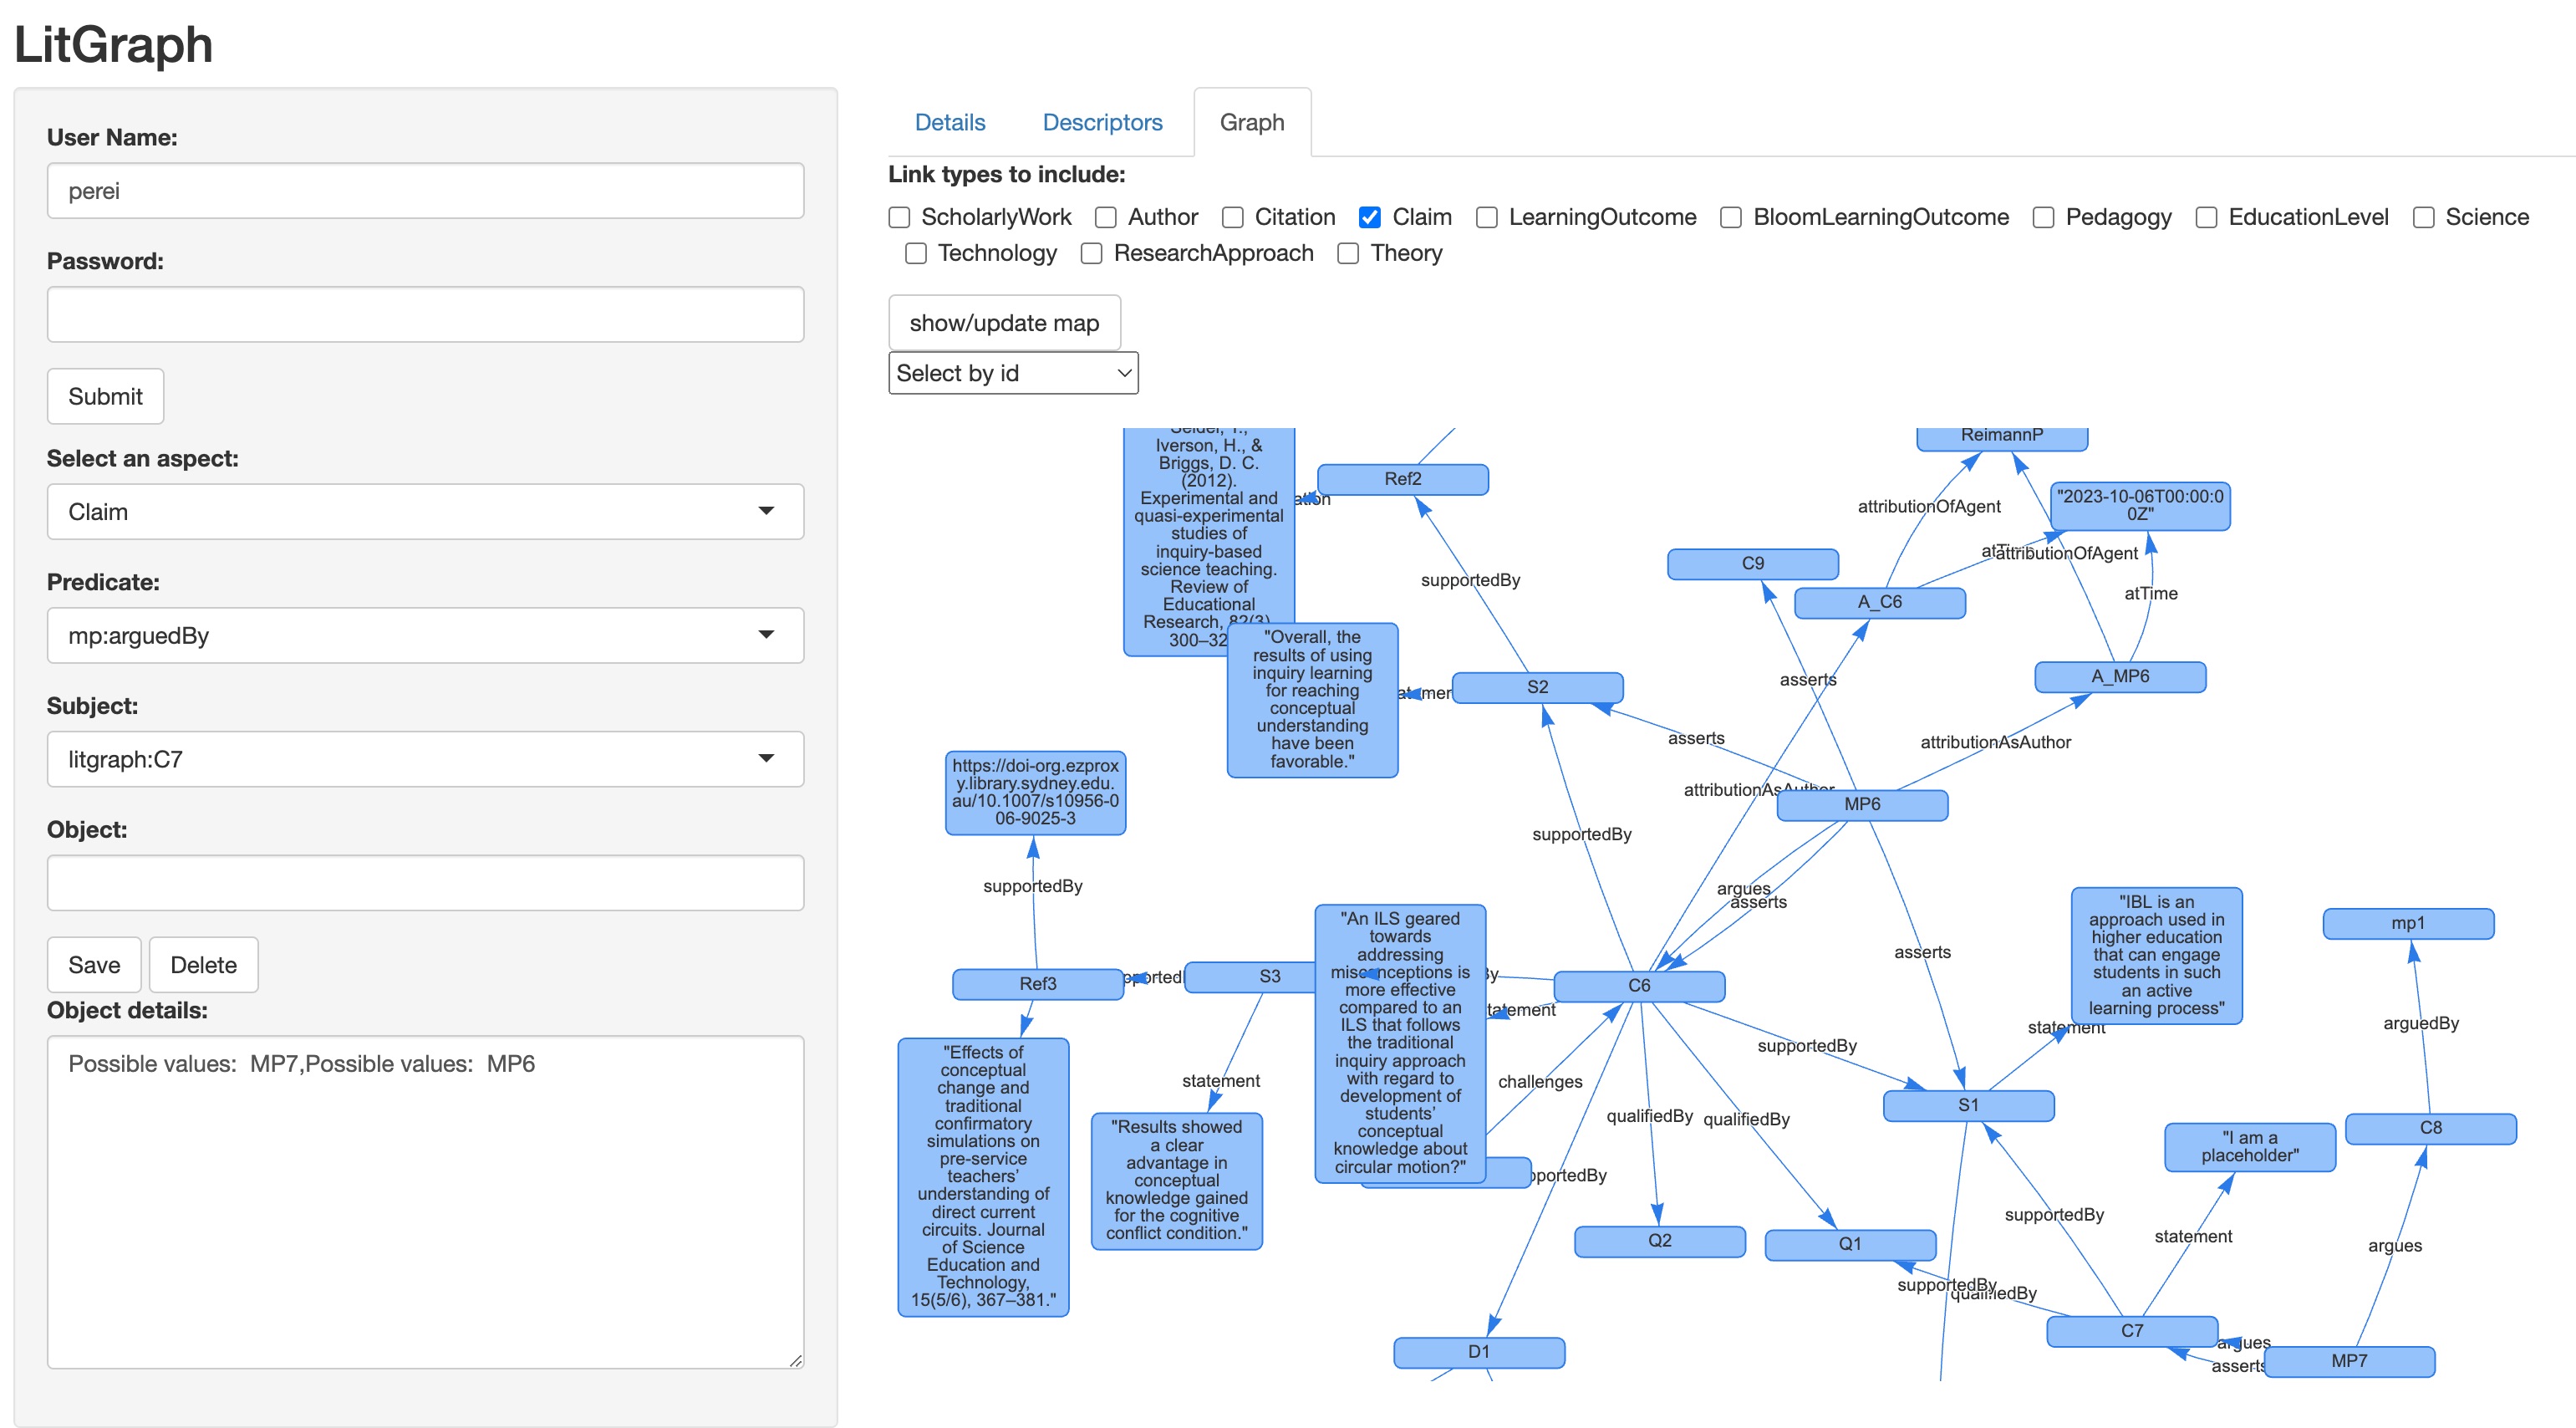 LitGraph
User Name:
perei
Password:
Submit
Select an aspect:
Claim
Predicate:
mp:arguedBy
Subject:
litgraph:C7
Object:
Save Delete
Object details:
Possible values: MP7,Possible values: MP6
Details Descriptors Graph
Link types to include:
ScholarlyWork Author Citation Claim LearningOutcome BloomLearningOutcome Pedagogy EducationLevel Science
Technology ResearchApproach Theory
show/update map
Select by id
Seidel, T.,
Iverson, H., &
Briggs, D. C.
(2012).
Experimental and
quasi-experimental
studies of
inquiry-based
science teaching.
Review of
Educational
Research, 82(3)
300–32
Ref2
ation
supportedBy
"Overall, the
results of using
inquiry learning
for reaching
conceptual
understanding
have been
favorable."
S2
ReimannP
attributionOfAgent
"2023-10-06T00:00:0
0Z"
attributionOfAgent
C9
A_C6
atTime
A_MP6
asserts
asserts
attributionAsAuthor
attributionAsAuthor
MP6
https://doi-org.ezprox
y.library.sydney.edu.
au/10.1007/s10956-0
06-9025-3
supportedBy
supportedBy
argues
asserts
asserts
Ref3
pported
S3
"An ILS geared
towards
addressing
misconceptions is
more effective
compared to an
ILS that follows
the traditional
inquiry approach
with regard to
development of
students'
conceptual
knowledge about
circular motion?"
By
tatement
C6
"IBL is an
approach used in
higher education
that can engage
students in such
an active
learning process"
statement
mp1
arguedBy
"Effects of
conceptual
change and
traditional
confirmatory
simulations on
pre-service
teachers'
understanding of
direct current
circuits. Journal
of Science
Education and
Technology,
15(5/6), 367–381."
statement
"Results showed
a clear
advantage in
conceptual
knowledge gained
for the cognitive
conflict condition."
challenges
supportedBy
S1
qualifiedBy
qualifiedBy
pportedBy
"I am a
placeholder"
C8
Q2
Q1
supportedBy
statement
argues
supportedBy
qualifiedBy
D1
C7
argues
asserts
MP7